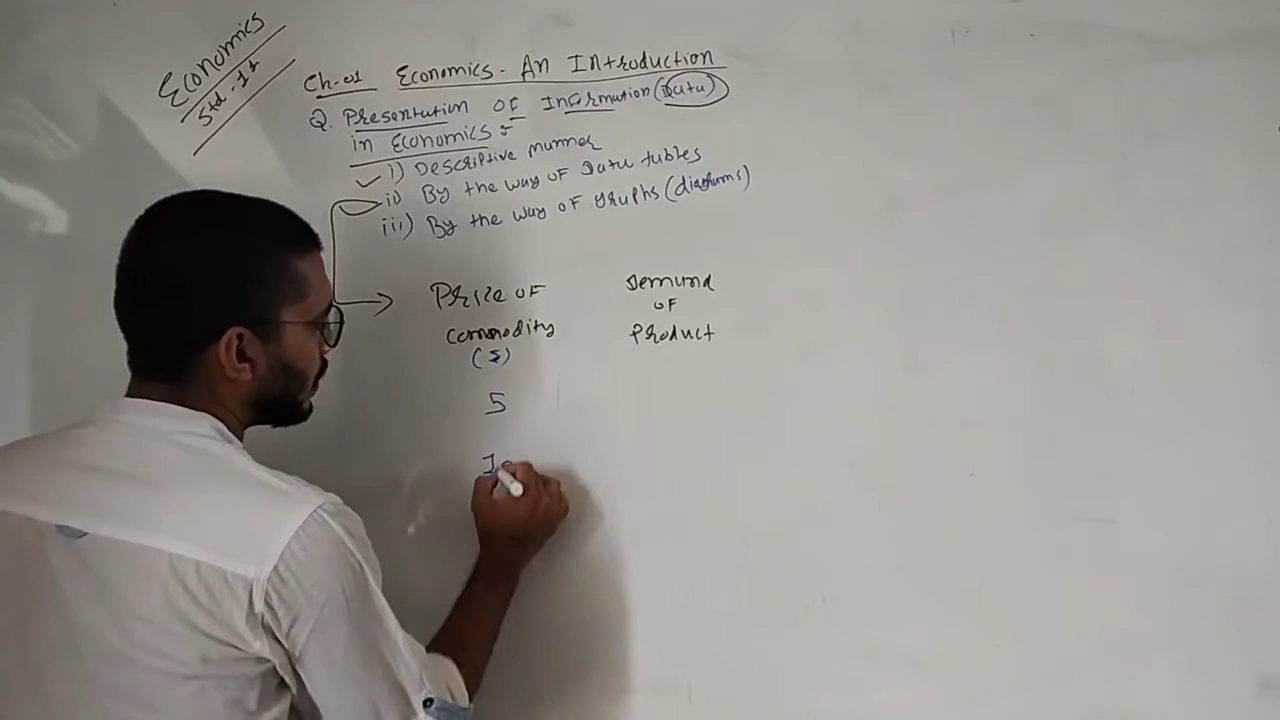 Economics
Std - 11
Ch-01 Economics - An Introduction
Q. Presentation of Information (Data)
in Economics :-
i) Descriptive manner
ii) By the way of Data tables
iii) By the way of graphs (diagrams)
Price of
commodity
Demand
of
Product
5